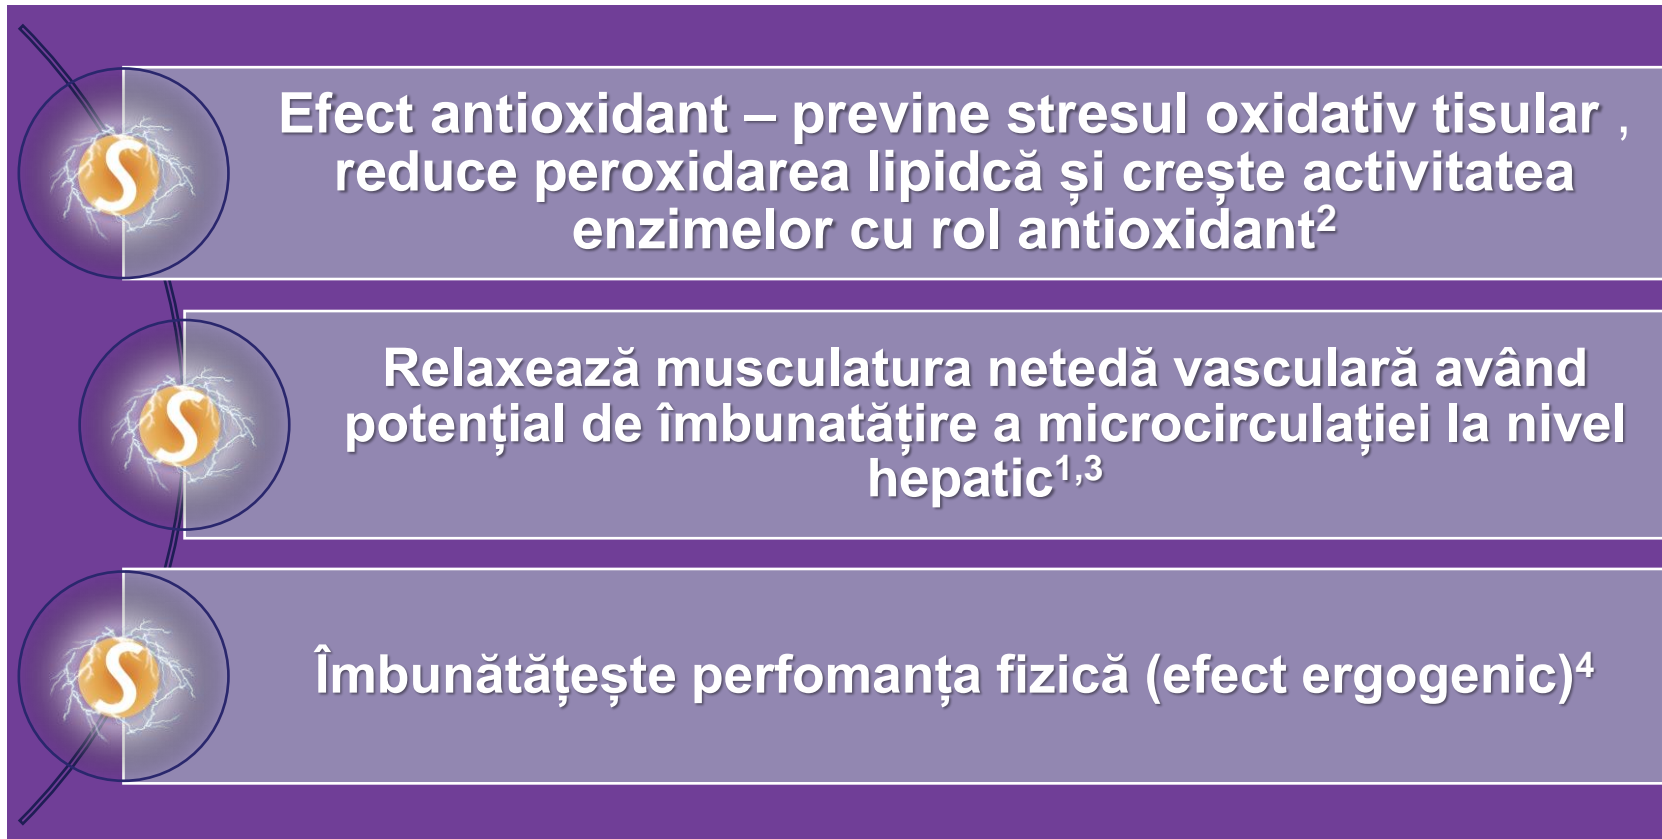 Efect antioxidant – previne stresul oxidativ tisular ,
reduce peroxidarea lipidcă și crește activitatea
enzimelor cu rol antioxidant²
S
Relaxează musculatura netedă vasculară având
potențial de îmbunatățire a microcirculației la nivel
hepatic¹,³
S
Îmbunătățește perfomanța fizică (efect ergogenic)⁴
S